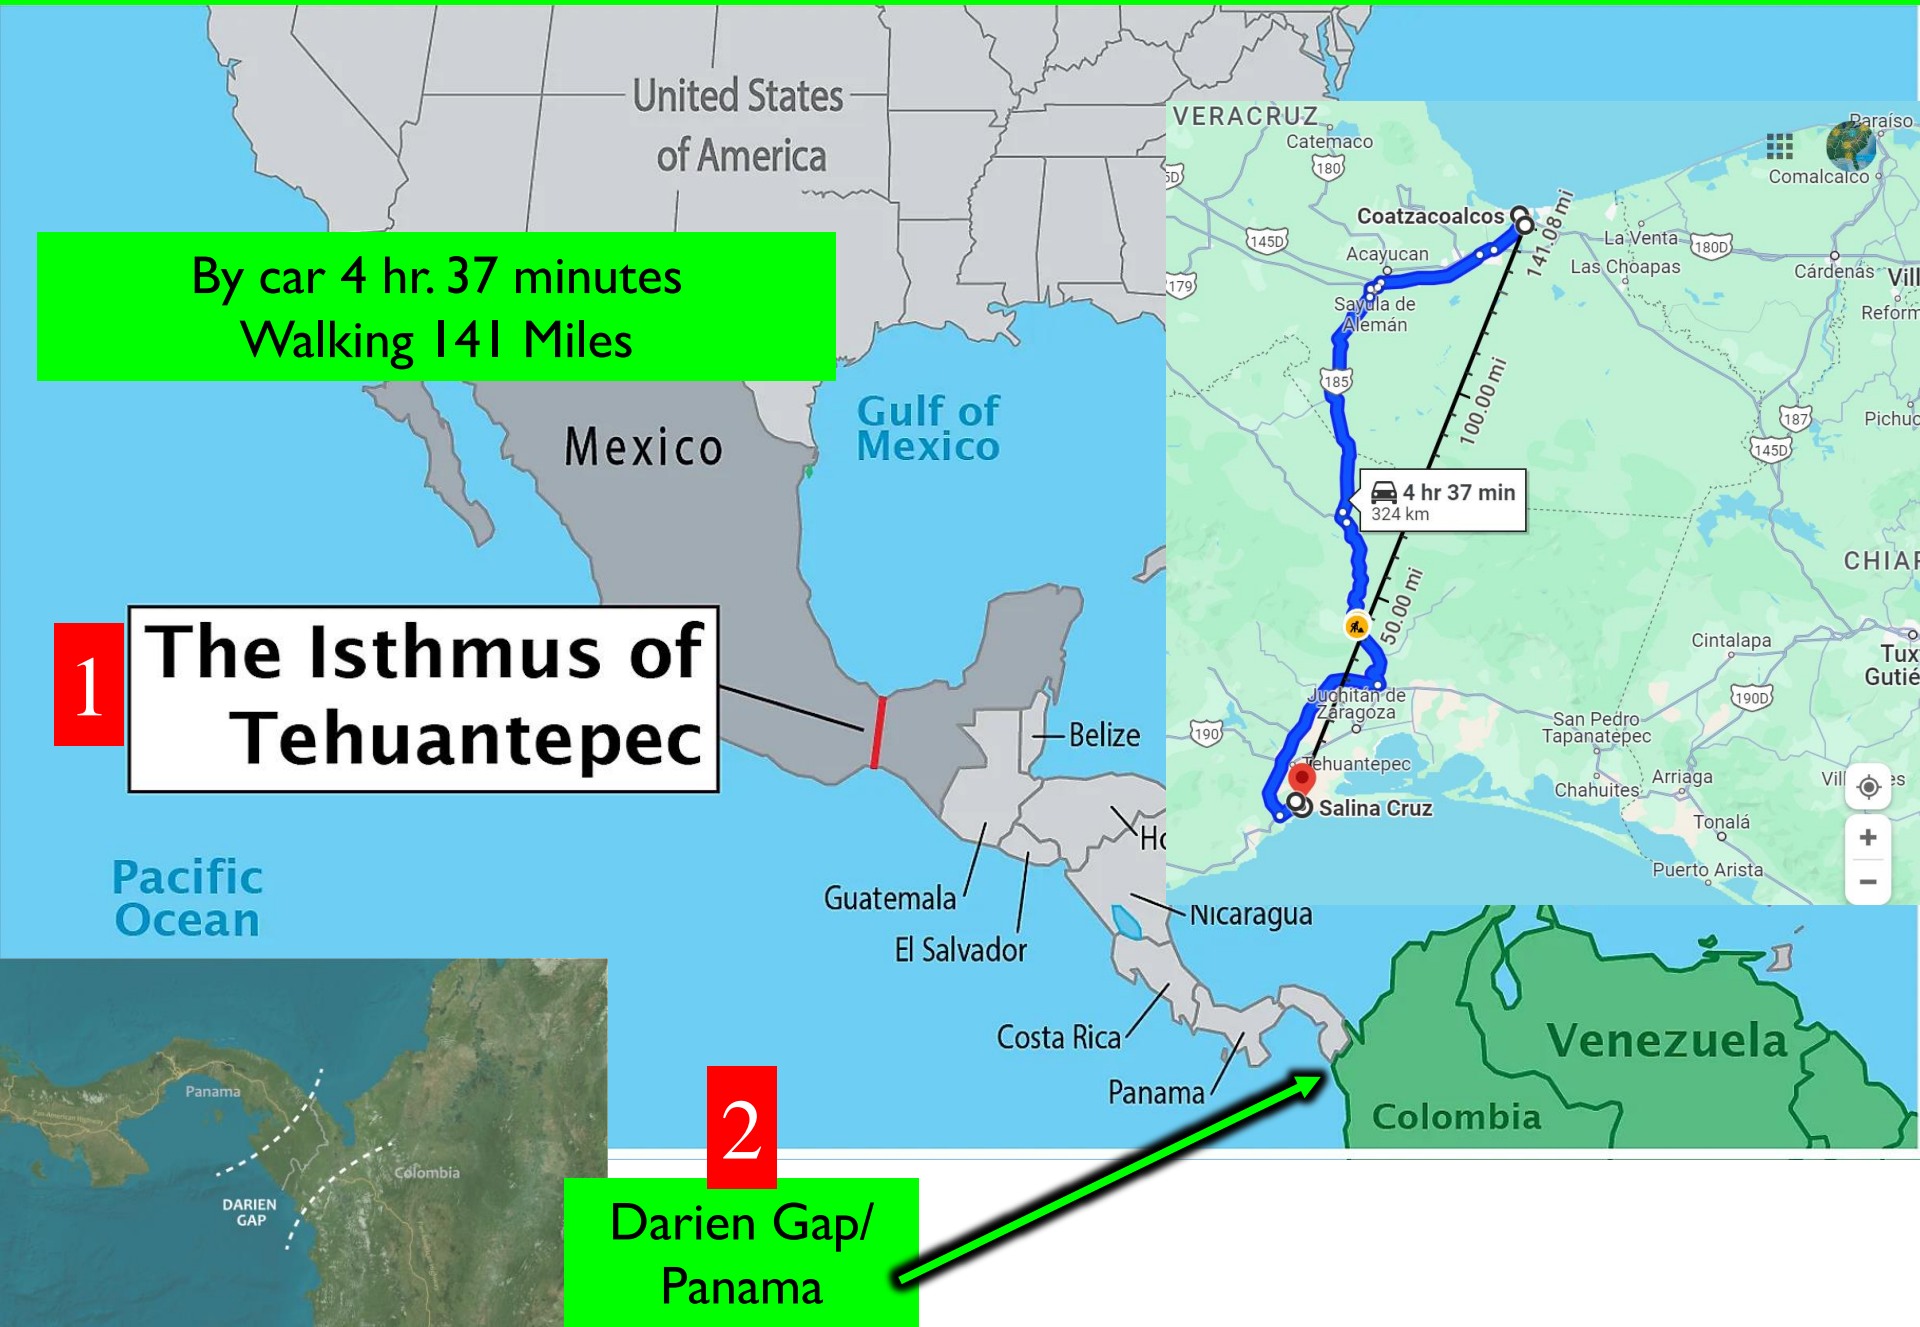 United States
of America
By car 4 hr. 37 minutes
Walking 141 Miles
Mexico
Gulf of
Mexico
1
The Isthmus of
Tehuantepec
Belize
Guatemala
El Salvador
Nicaragua
Costa Rica
Panama
Pacific
Ocean
Venezuela
Colombia
VERACRUZ
Catemaco
180
Paraíso
Comalcalco
Coatzacoalcos
141.08 mi
145D
Acayucan
La Venta
180D
Las Choapas
Cárdenas
179
Sayula de
Alemán
185
100.00 mi
187
145D
4 hr 37 min
324 km
50.00 mi
Cintalapa
Juchitán de
Zaragoza
190D
San Pedro
Tapanatepec
190
Tehuantepec
Arriaga
Chahuites
Salina Cruz
Tonalá
Puerto Arista
Panama
Colombia
DARIEN
GAP
2
Darien Gap/
Panama